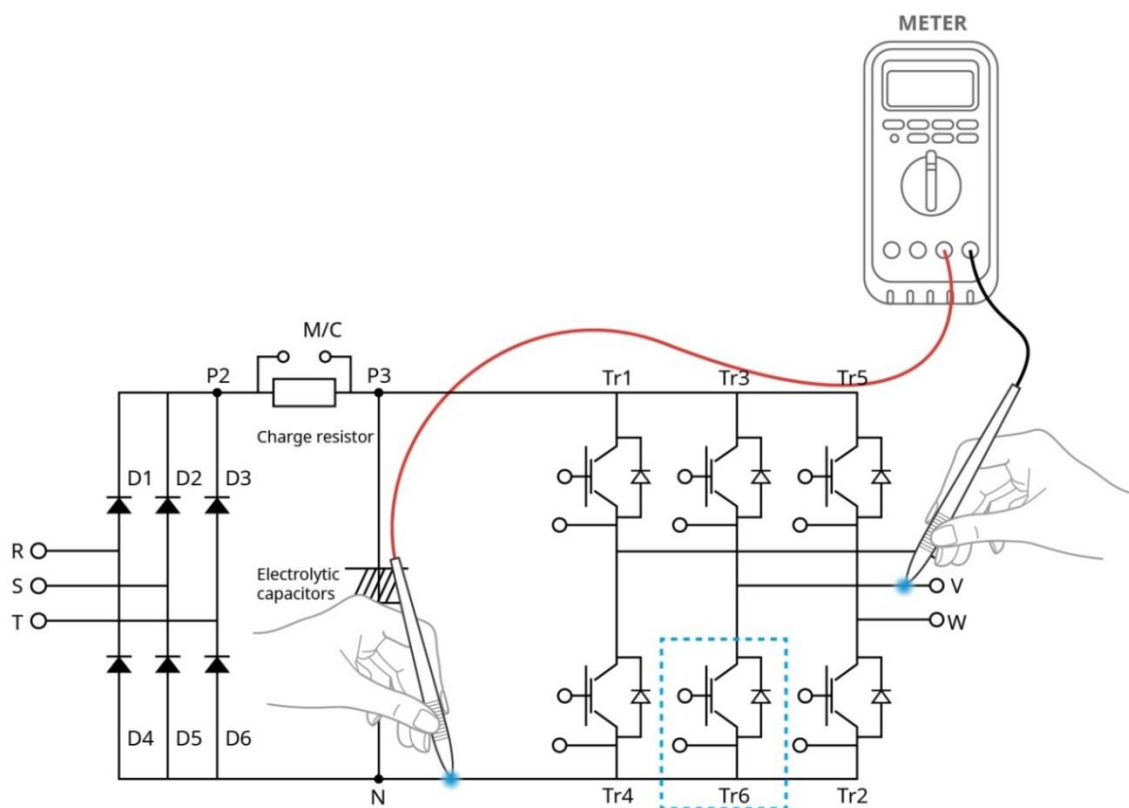 METER
M/C
P2
P3
Tr1
Tr3
Tr5
Charge resistor
D1
D2
D3
R
S
T
Electrolytic
capacitors
V
W
D4
D5
D6
N
Tr4
Tr6
Tr2